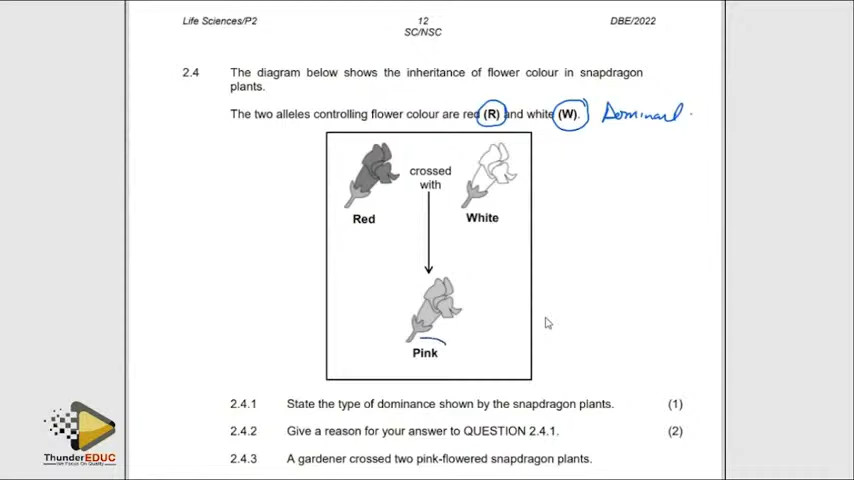 Life Sciences/P2 12 DBE/2022
SC/NSC
2.4 The diagram below shows the inheritance of flower colour in snapdragon
plants.
The two alleles controlling flower colour are red (R) and white (W). Dominant.
crossed
with
Red White
Pink
2.4.1 State the type of dominance shown by the snapdragon plants. (1)
2.4.2 Give a reason for your answer to QUESTION 2.4.1. (2)
2.4.3 A gardener crossed two pink-flowered snapdragon plants.
ThunderEDUC
We Focus On Quality